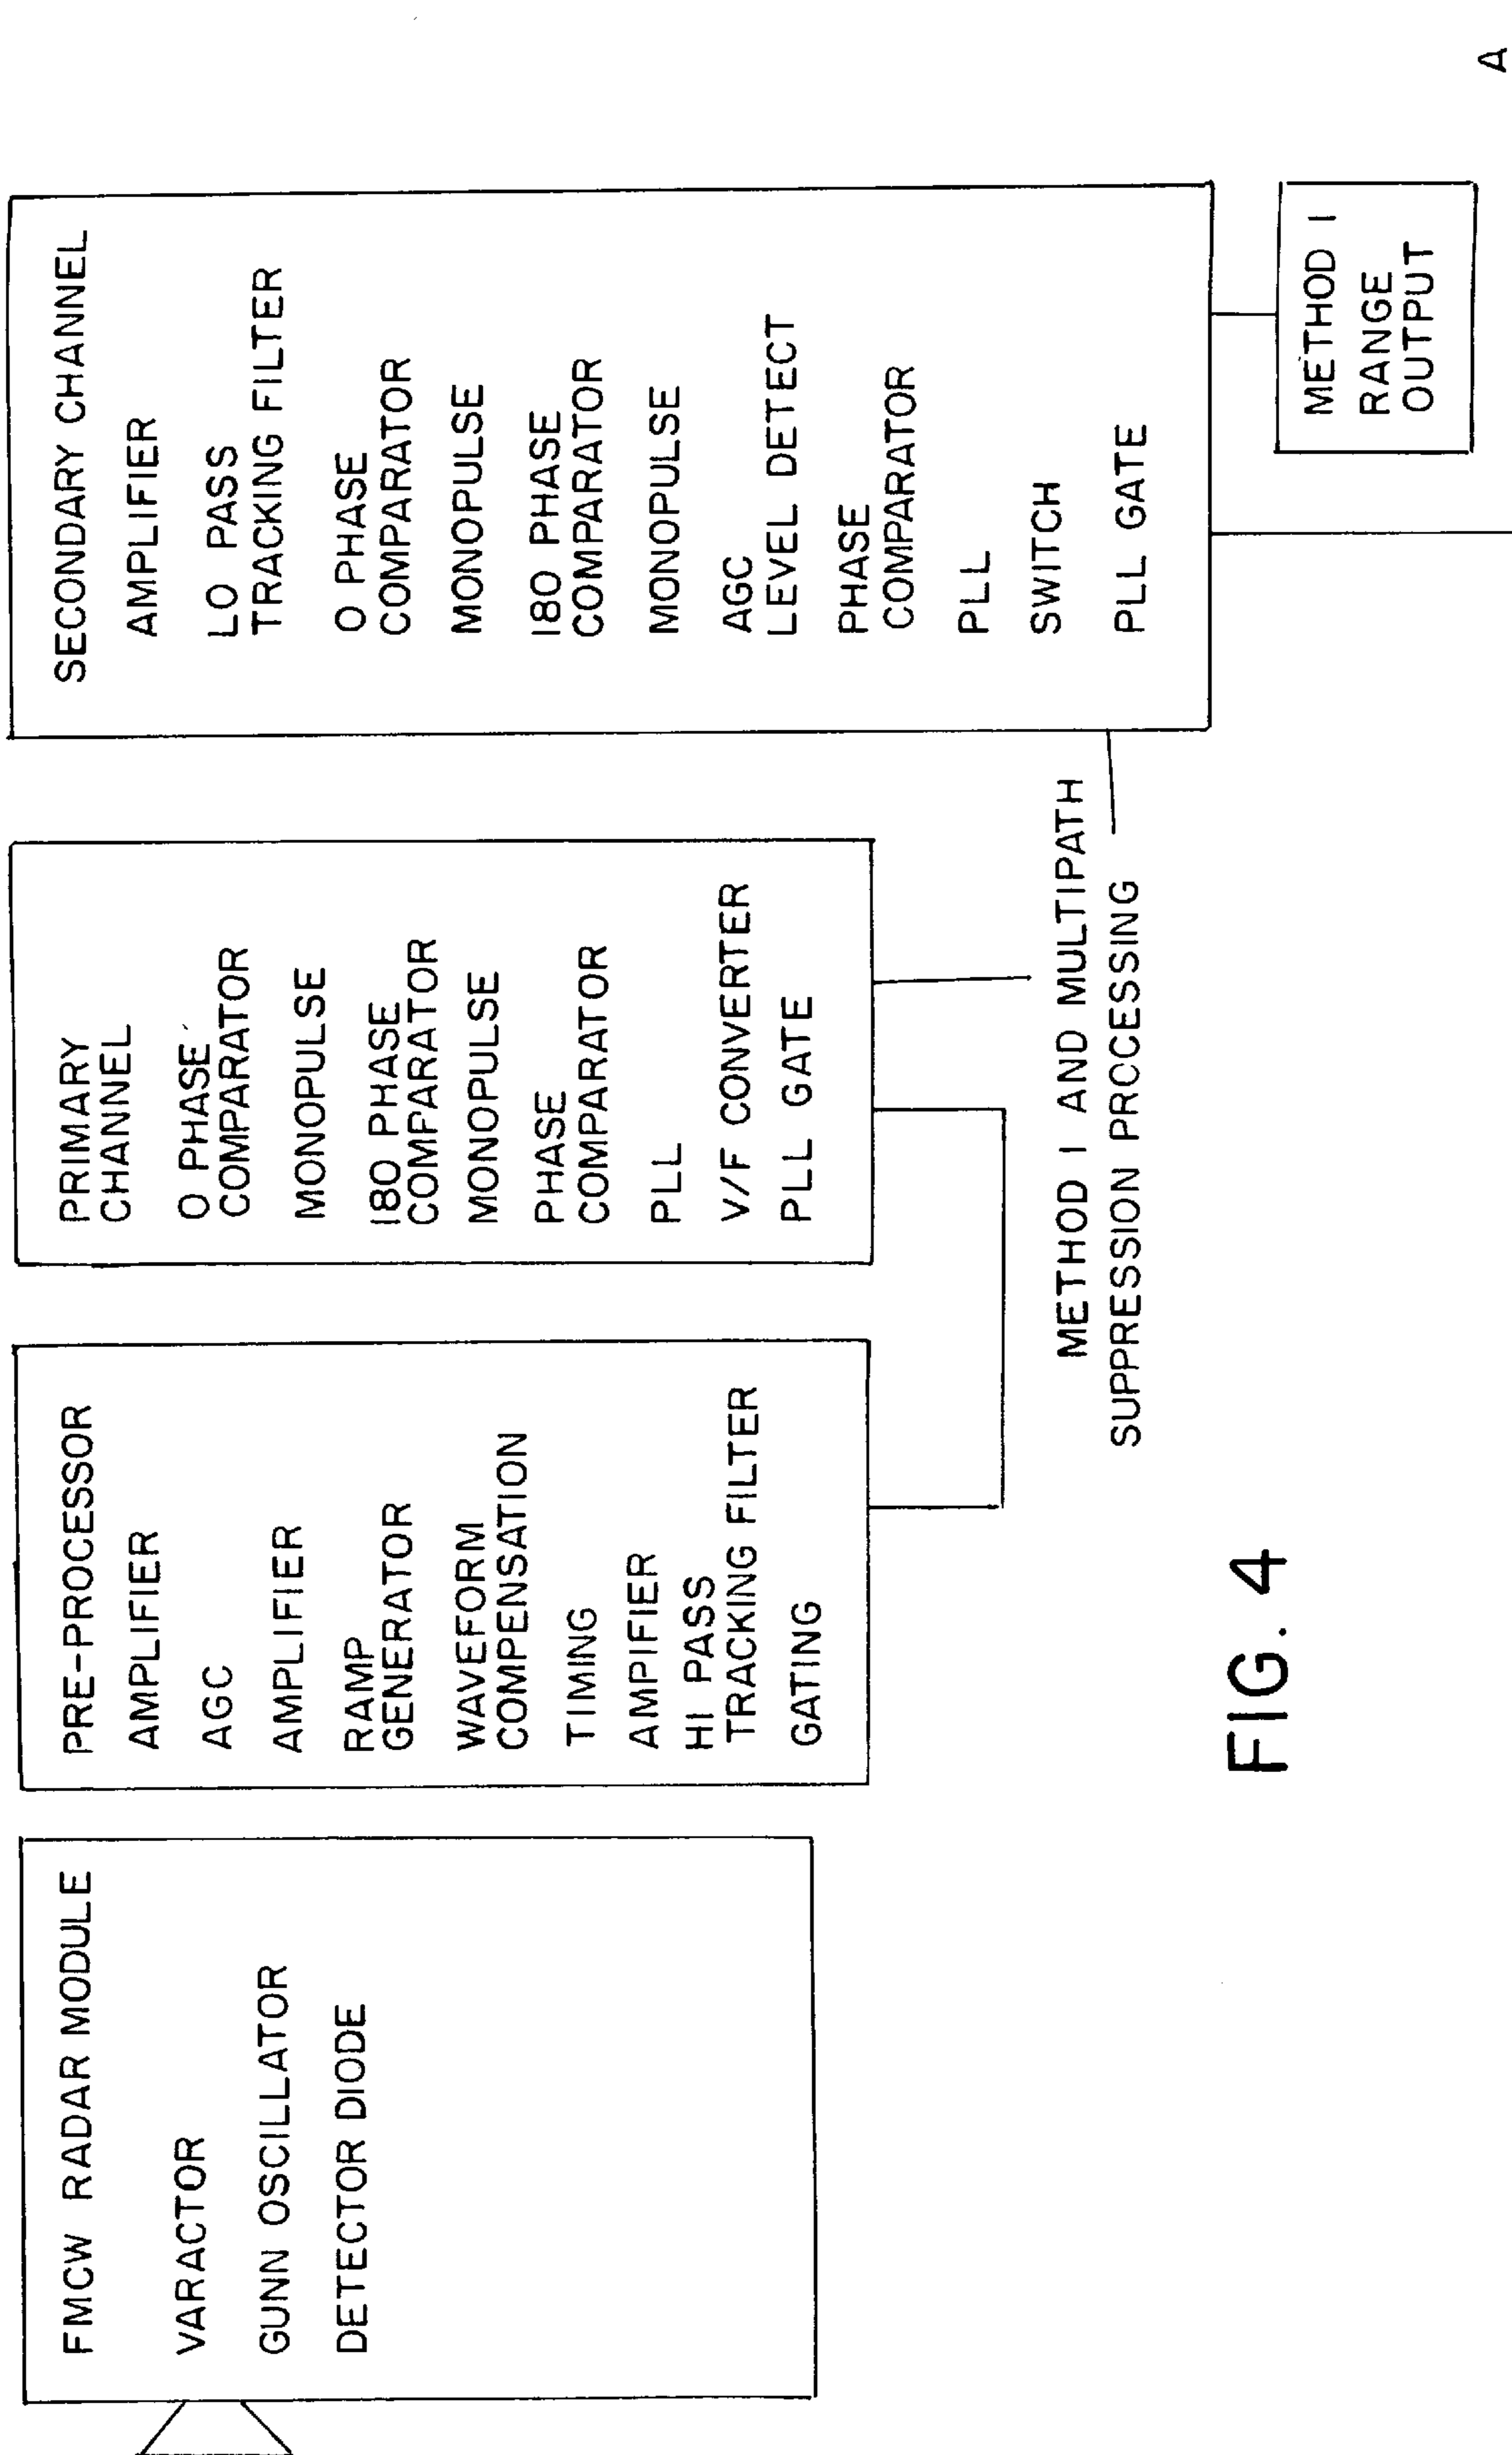 FMCW RADAR MODULE
VARACTOR
GUNN OSCILLATOR
DETECTOR DIODE
PRE-PROCESSOR
AMPLIFIER
AGC
AMPLIFIER
RAMP
GENERATOR
WAVEFORM
COMPENSATION
TIMING
AMPIFIER
HI PASS
TRACKING FILTER
GATING
PRIMARY
CHANNEL
0 PHASE
COMPARATOR
MONOPULSE
180 PHASE
COMPARATOR
MONOPULSE
PHASE
COMPARATOR
PLL
V/F CONVERTER
PLL GATE
SECONDARY CHANNEL
AMPLIFIER
LO PASS
TRACKING FILTER
0 PHASE
COMPARATOR
MONOPULSE
180 PHASE
COMPARATOR
MONOPULSE
AGC
LEVEL DETECT
PHASE
COMPARATOR
PLL
SWITCH
PLL GATE
METHOD I AND MULTIPATH
SUPPRESSION PROCESSING
METHOD I
RANGE
OUTPUT
A
FIG. 4